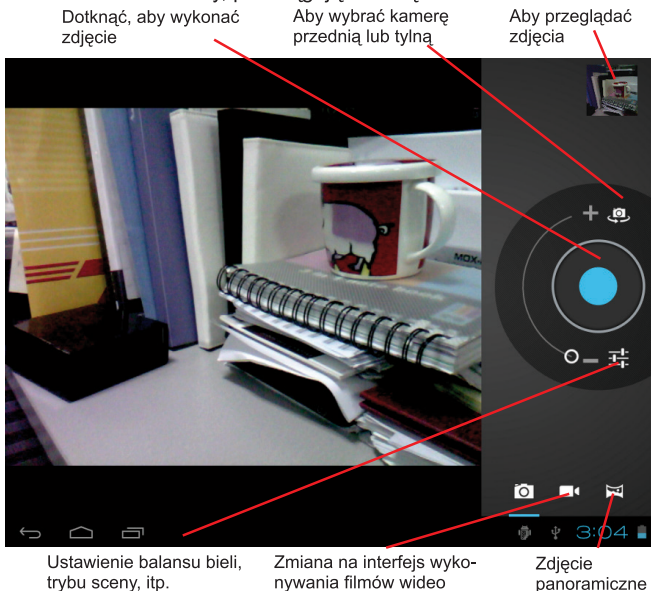 Dotknąć, aby wykonać
zdjęcie
Aby wybrać kamerę
przednią lub tylną
Aby przeglądać
zdjęcia
MOX
3:04
Ustawienie balansu bieli,
trybu sceny, itp.
Zmiana na interfejs wyko-
nywania filmów wideo
Zdjęcie
panoramiczne